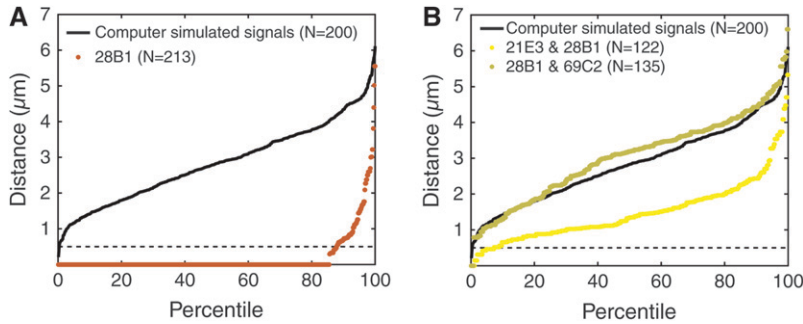 A
Computer simulated signals (N=200)
28B1 (N=213)
7
6
5
4
3
2
1
Distance (μm)
0 20 40 60 80 100
Percentile
B
Computer simulated signals (N=200)
21E3 & 28B1 (N=122)
28B1 & 69C2 (N=135)
7
6
5
4
3
2
1
Distance (μm)
0 20 40 60 80 100
Percentile